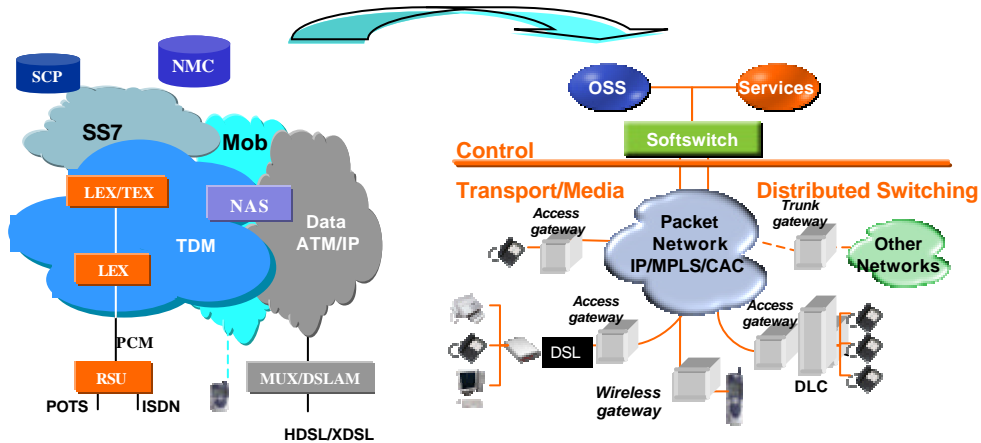 SCP
NMC
SS7
Mob
LEX/TEX
NAS
Data
ATM/IP
TDM
LEX
PCM
RSU
MUX/DSLAM
POTS
ISDN
HDSL/XDSL
OSS
Services
Softswitch
Control
Transport/Media
Distributed Switching
Access
gateway
Packet
Network
IP/MPLS/CAC
Trunk
gateway
Other
Networks
Access
gateway
DSL
Access
gateway
Wireless
gateway
DLC